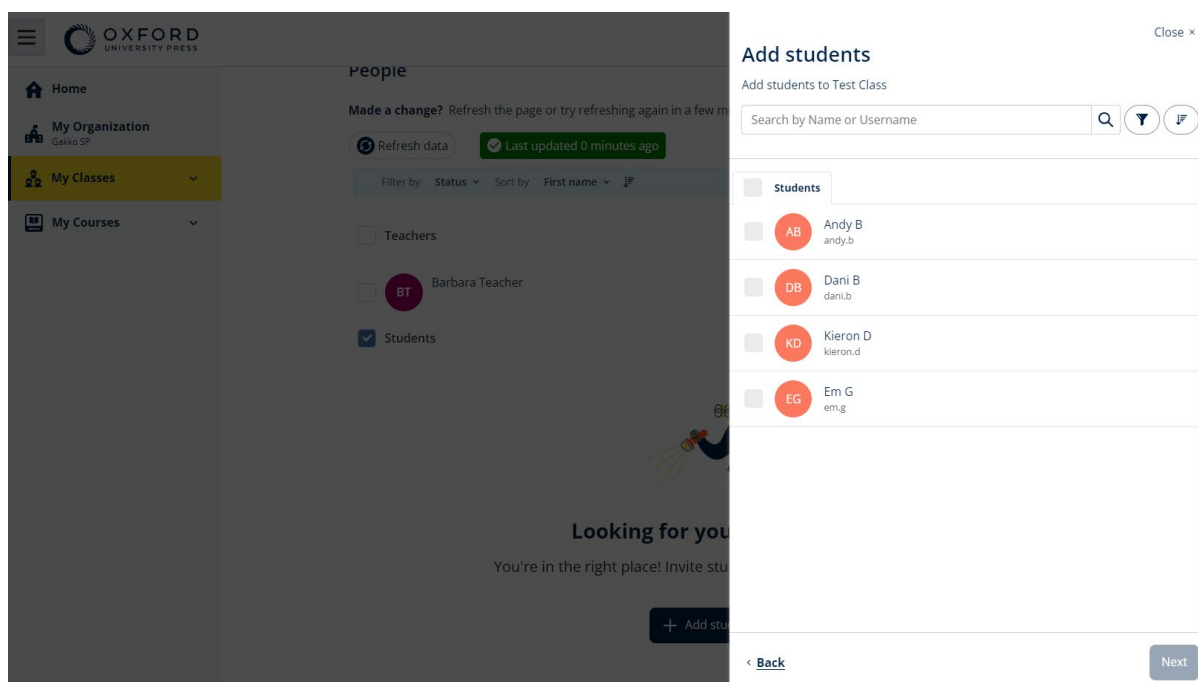 OXFORD
UNIVERSITY PRESS
Home
My Organization
Gakko SP
My Classes
My Courses
People
Made a change? Refresh the page or try refreshing again in a few m
Refresh data
Last updated 0 minutes ago
Filter by Status Sort by First name
Teachers
BT Barbara Teacher
Students
Looking for you
You're in the right place! Invite stu
+ Add stu
Close ×
Add students
Add students to Test Class
Search by Name or Username
Students
AB Andy B
andy.b
DB Dani B
dani.b
KD Kieron D
kieron.d
EG Em G
em.g
‹ Back
Next